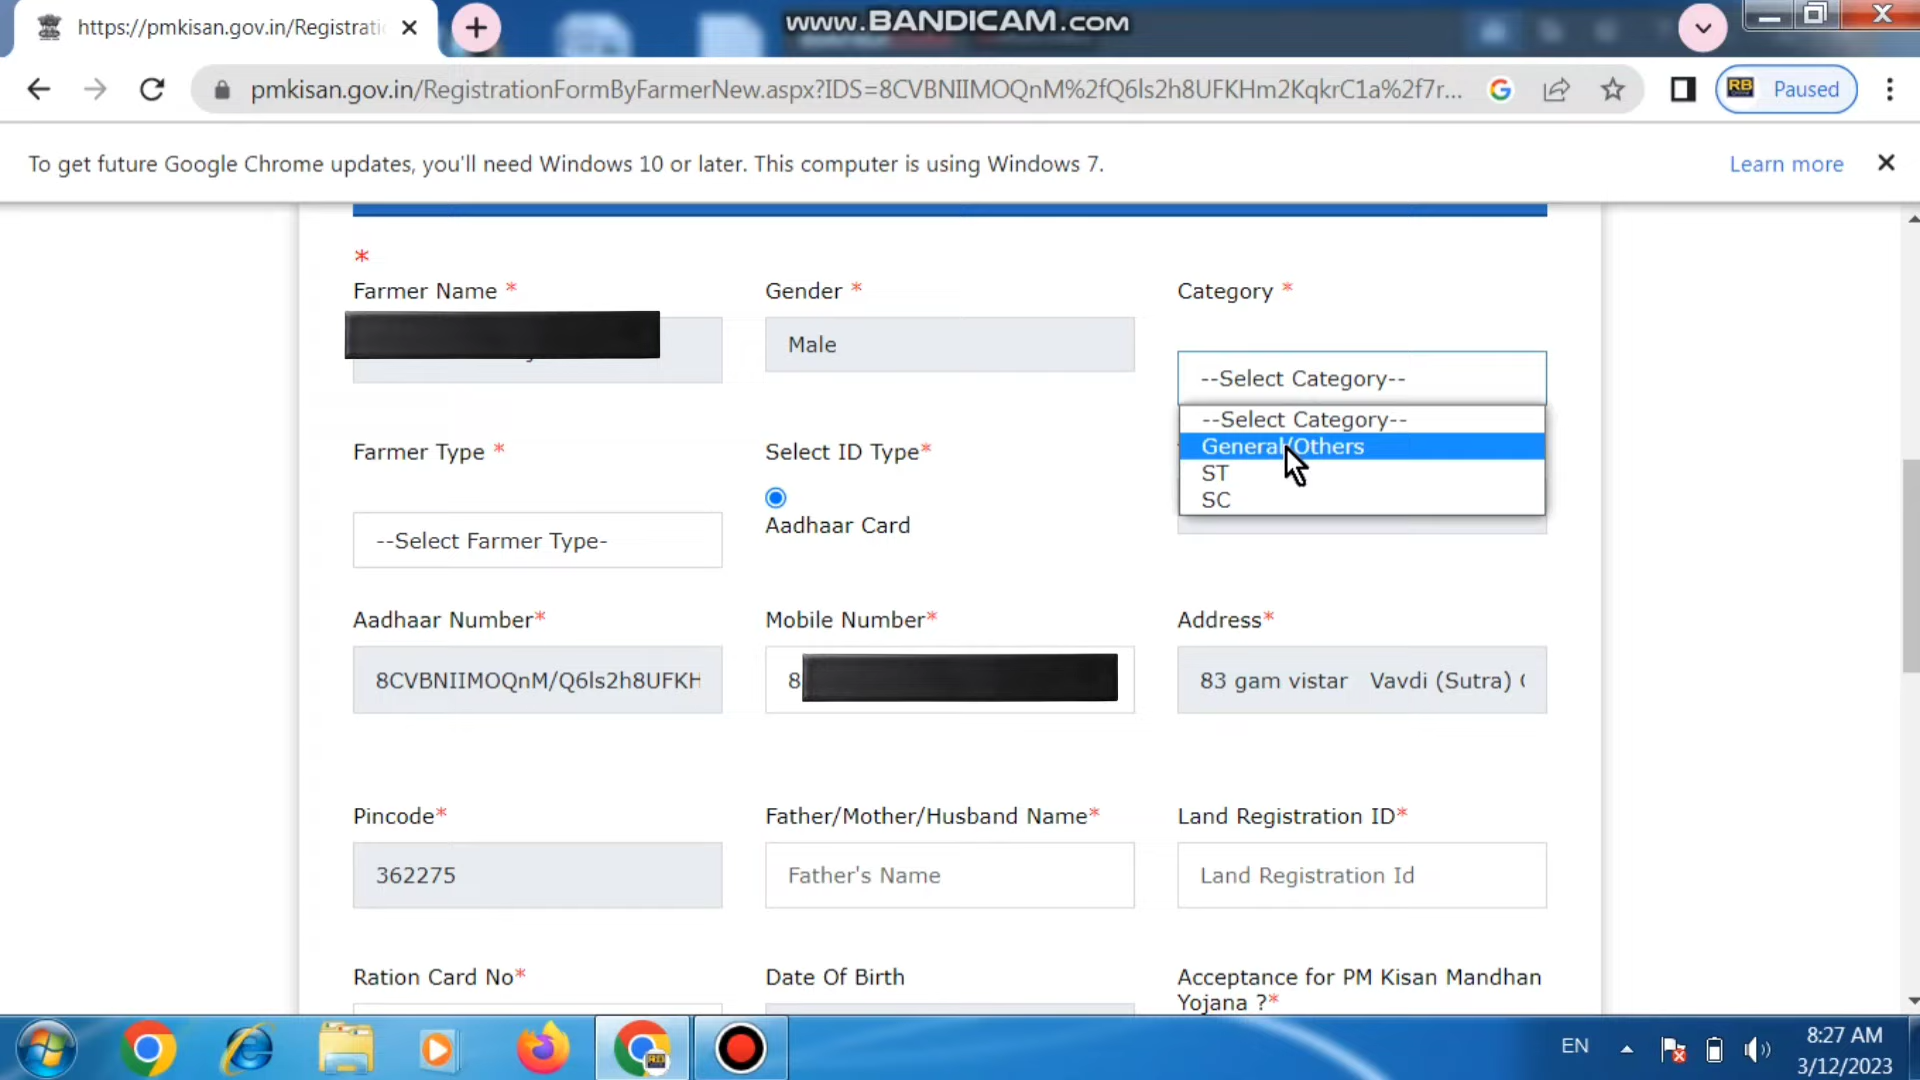 https://pmkisan.gov.in/Registrati
www.BANDICAM.com
pmkisan.gov.in/RegistrationFormByFarmerNew.aspx?IDS=8CVBNIIMOQnM%2fQ6ls2h8UFKHm2KqkrC1a%2f7r...
RB
Paused
To get future Google Chrome updates, you'll need Windows 10 or later. This computer is using Windows 7.
Learn more
*
Farmer Name *
Gender *
Category *
Male
--Select Category--
--Select Category--
General/Others
ST
SC
Farmer Type *
Select ID Type*
Aadhaar Card
--Select Farmer Type-
Aadhaar Number*
Mobile Number*
Address*
8CVBNIIMOQnM/Q6ls2h8UFKH
8
83 gam vistar Vavdi (Sutra)
Pincode*
Father/Mother/Husband Name*
Land Registration ID*
362275
Father's Name
Land Registration Id
Ration Card No*
Date Of Birth
Acceptance for PM Kisan Mandhan
Yojana ?*
EN
8:27 AM
3/12/2023